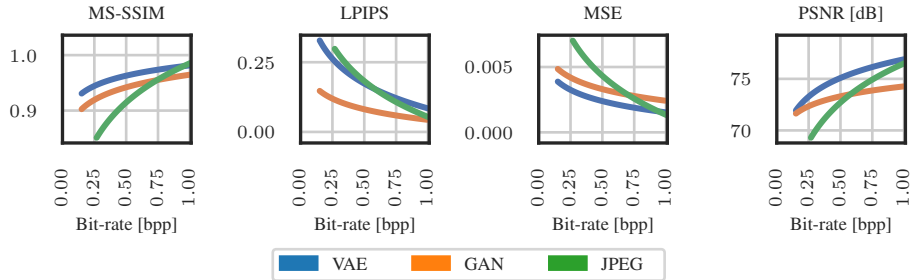 MS-SSIM LPIPS MSE PSNR [dB]
1.0
0.9
0.25
0.00
0.005
0.000
75
70
0.00 0.25 0.50 0.75 1.00
0.00 0.25 0.50 0.75 1.00
0.00 0.25 0.50 0.75 1.00
0.00 0.25 0.50 0.75 1.00
Bit-rate [bpp] Bit-rate [bpp] Bit-rate [bpp] Bit-rate [bpp]
VAE GAN JPEG